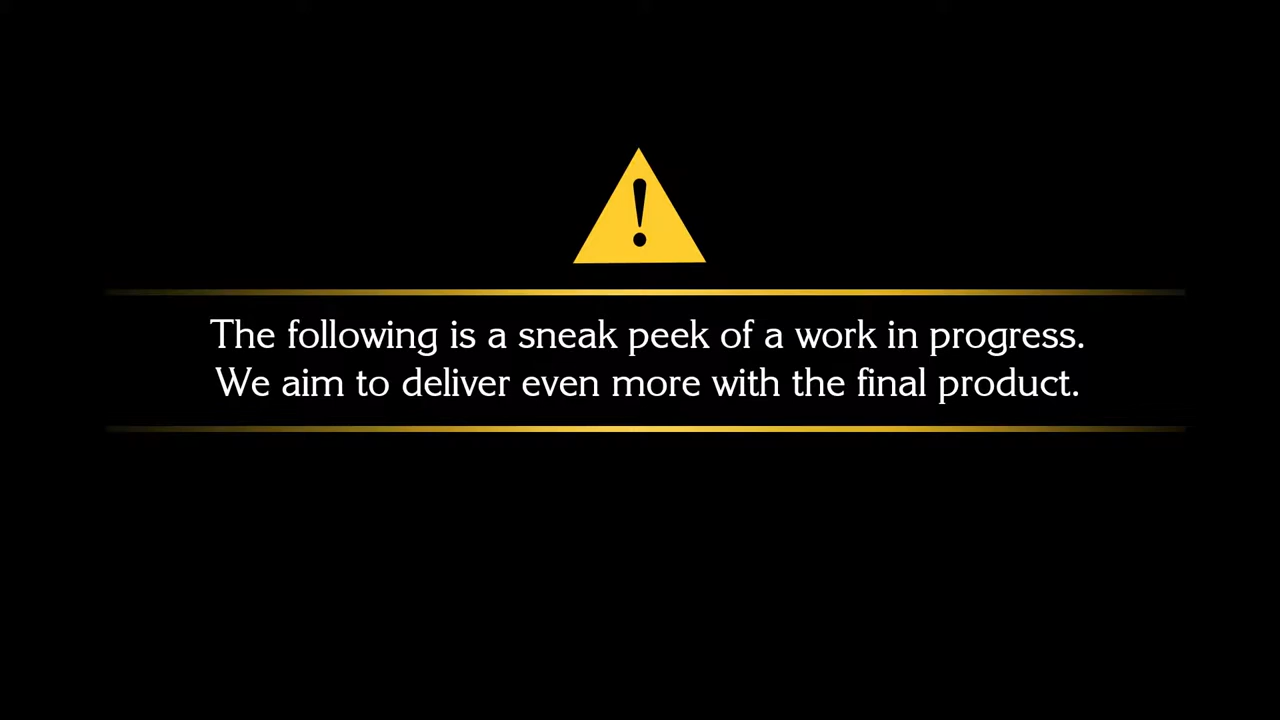 The following is a sneak peek of a work in progress.
We aim to deliver even more with the final product.